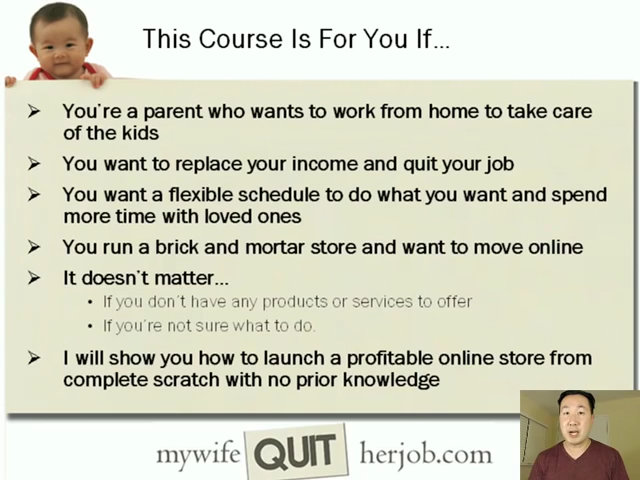 This Course Is For You If...
You're a parent who wants to work from home to take care
of the kids
You want to replace your income and quit your job
You want a flexible schedule to do what you want and spend
more time with loved ones
You run a brick and mortar store and want to move online
It doesn't matter...
If you don't have any products or services to offer
If you're not sure what to do.
I will show you how to launch a profitable online store from
complete scratch with no prior knowledge
mywife QUIT herjob.com